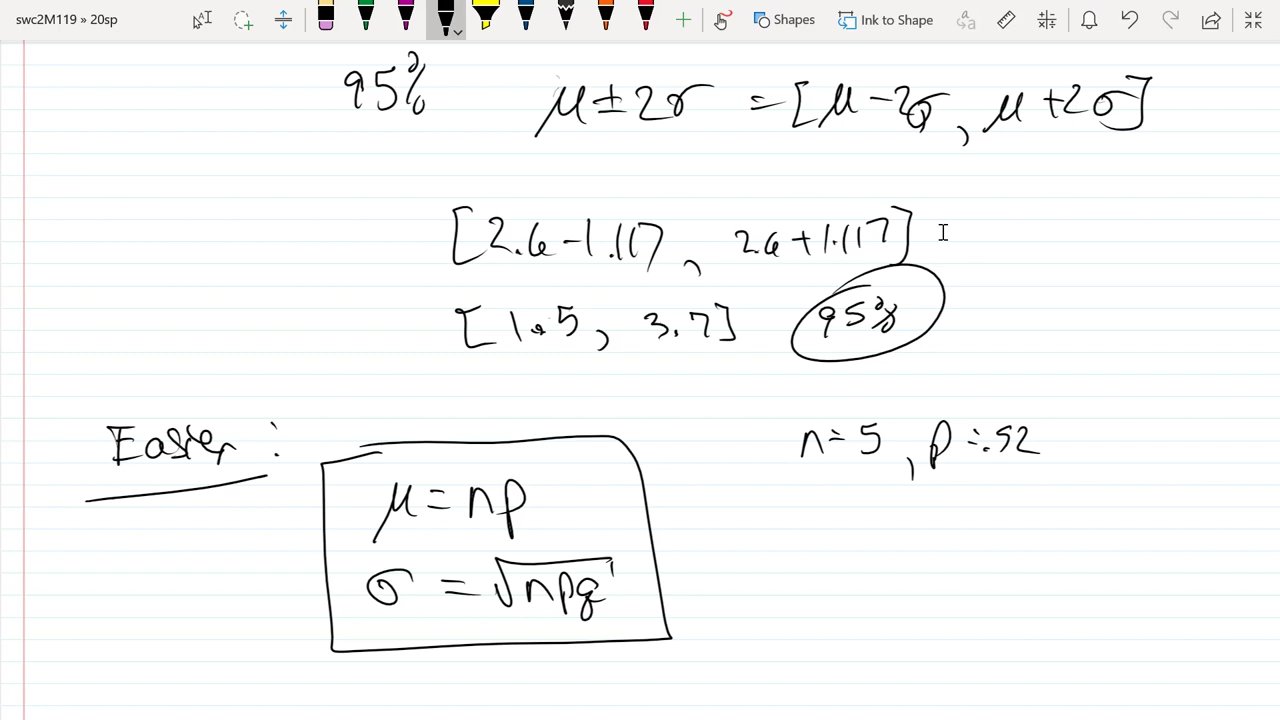 swc2M119 » 20sp
Shapes
Ink to Shape
95% μ±2σ = [μ-2σ, μ+2σ]
[2.6-1.117, 2.6+1.117]
[1.5, 3.7] 95%
Easier: n=5, p=.52
μ = np
σ = √npq